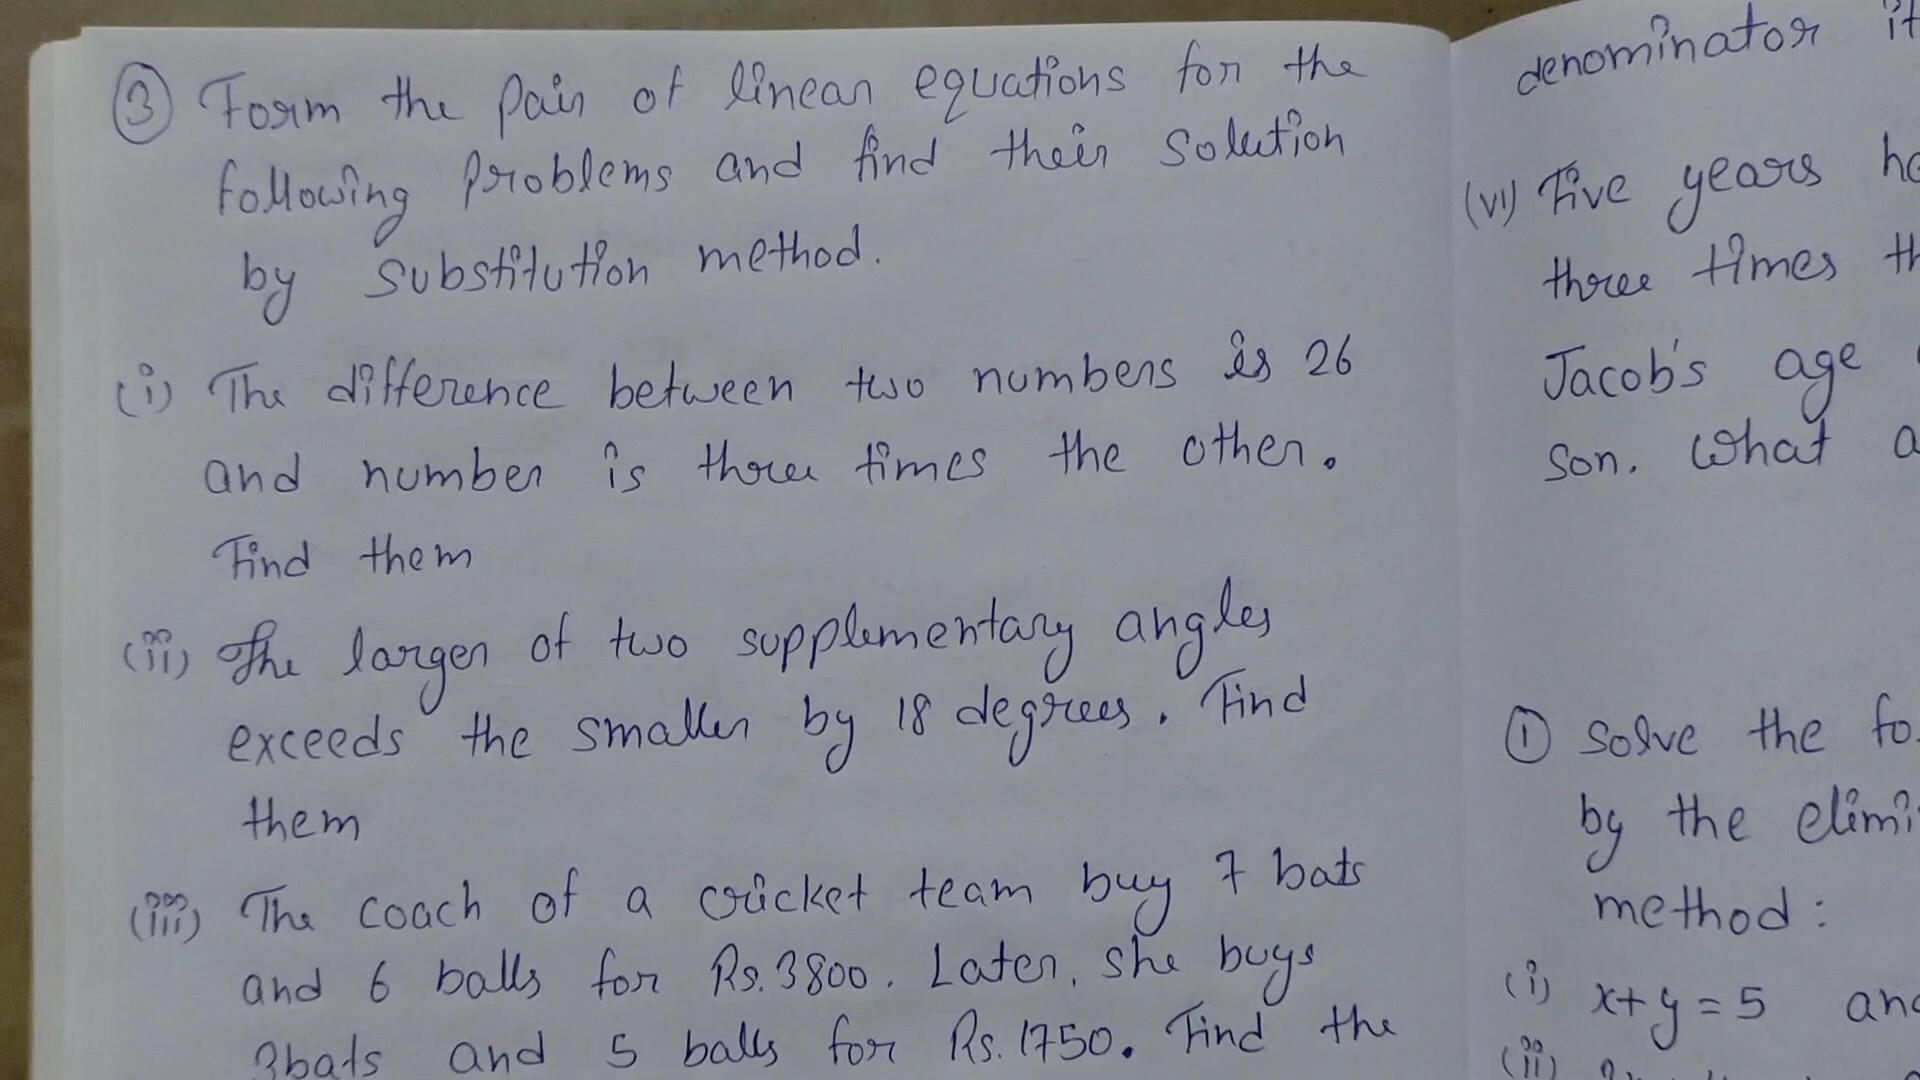 ③ Form the pair of linear equations for the
following problems and find their solution
by substitution method.
(i) The difference between two numbers is 26
and number is three times the other.
Find them
(ii) The larger of two supplementary angles
exceeds the smaller by 18 degrees. Find
them
(iii) The coach of a cricket team buy 7 bats
and 6 balls for Rs. 3800. Later, she buys
3bats and 5 balls for Rs. 1750. Find the
denominator it
(vi) Five years
three times
Jacob's age
son. What a
① Solve the
by the
method:
(i) x+y=5
(ii)